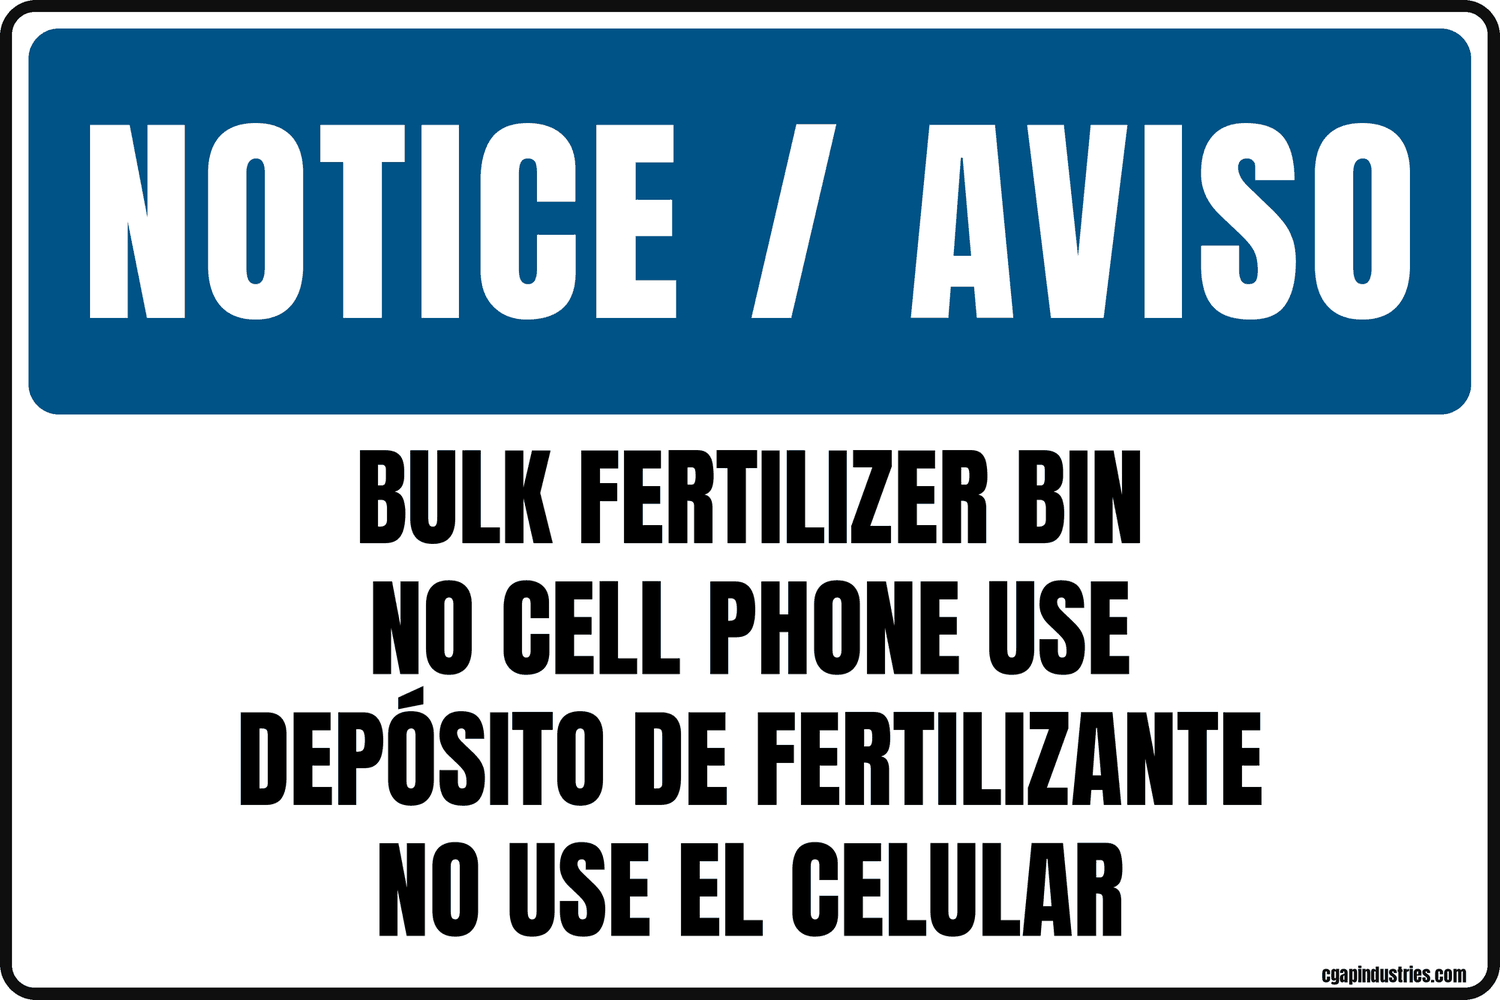 NOTICE / AVISO
BULK FERTILIZER BIN
NO CELL PHONE USE
DEPÓSITO DE FERTILIZANTE
NO USE EL CELULAR
cgapindustries.com